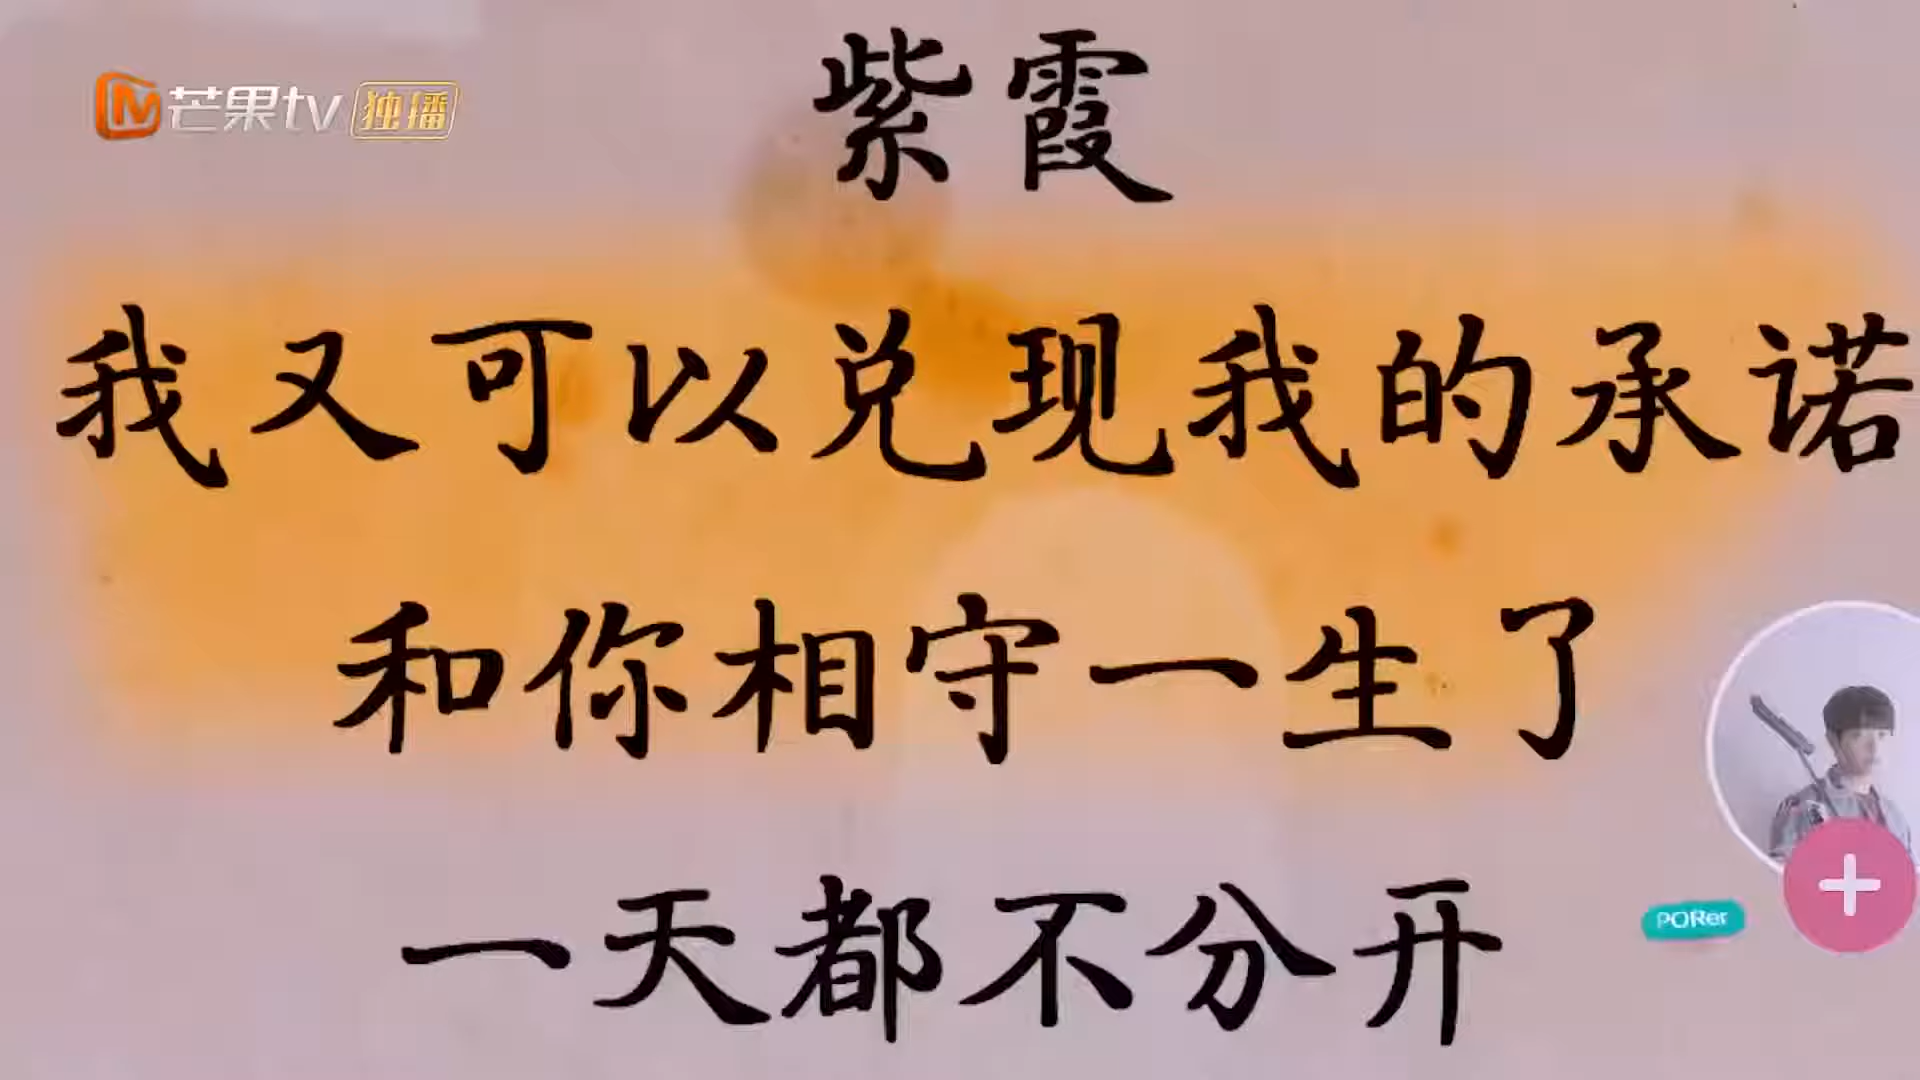 芒果tv 独播
紫霞
我又可以兑现我的承诺
和你相守一生了
一天都不分开
PORer